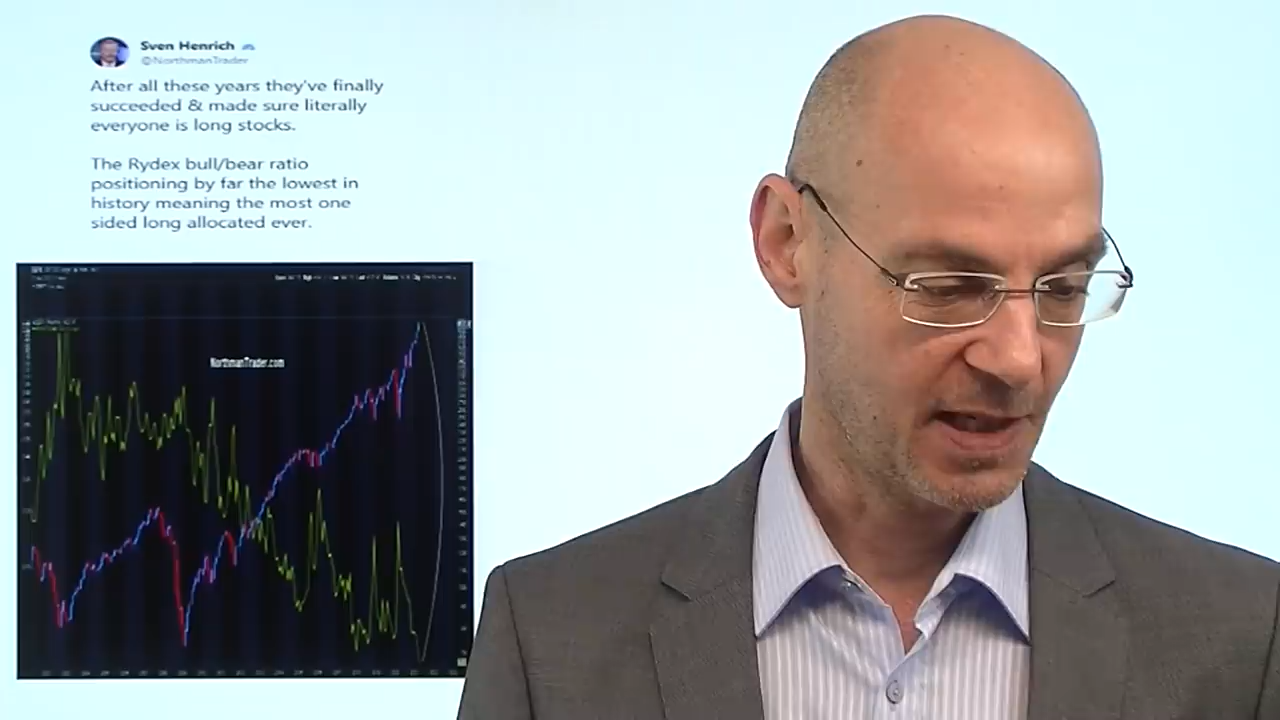 Sven Henrich
@NorthmanTrader
After all these years they've finally
succeeded & made sure literally
everyone is long stocks.
The Rydex bull/bear ratio
positioning by far the lowest in
history meaning the most one
sided long allocated ever.
NorthmanTrader.com